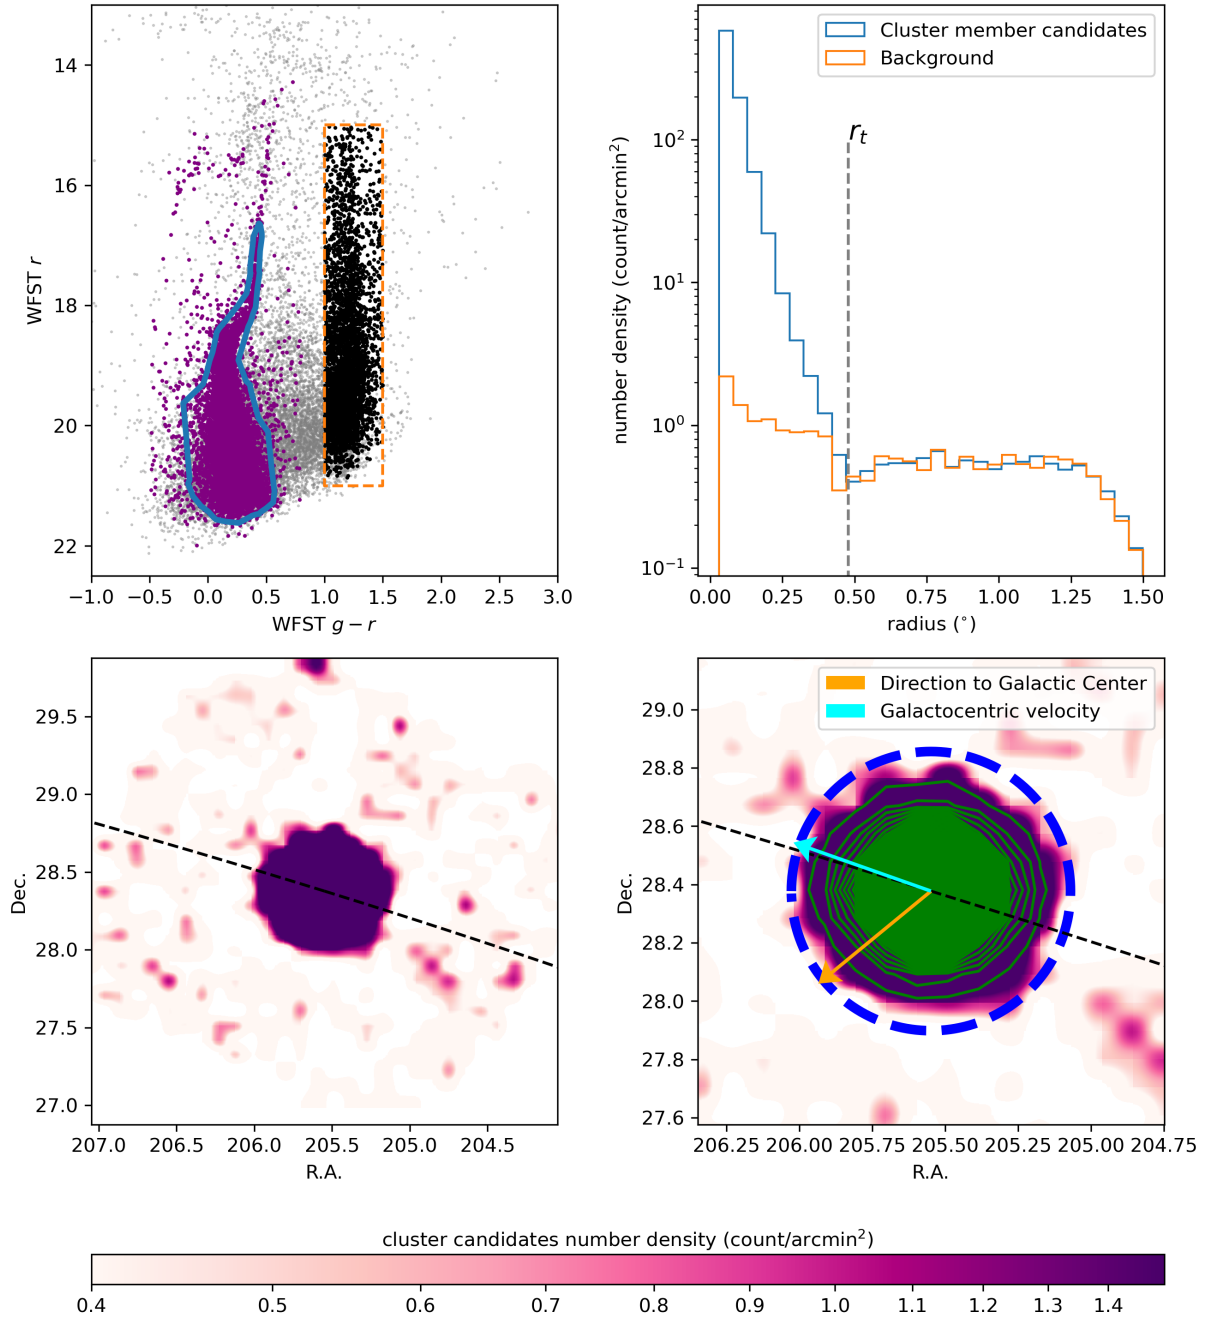 14
16
18
20
22
WFST r
−1.0 −0.5 0.0 0.5 1.0 1.5 2.0 2.5 3.0
WFST g − r
Cluster member candidates
Background
r_t
10²
10¹
10⁰
10⁻¹
number density (count/arcmin²)
0.00 0.25 0.50 0.75 1.00 1.25 1.50
radius (°)
29.5
29.0
28.5
28.0
27.5
27.0
Dec.
207.0 206.5 206.0 205.5 205.0 204.5
R.A.
Direction to Galactic Center
Galactocentric velocity
29.0
28.8
28.6
28.4
28.2
28.0
27.8
27.6
Dec.
206.25 206.00 205.75 205.50 205.25 205.00 204.75
R.A.
cluster candidates number density (count/arcmin²)
0.4 0.5 0.6 0.7 0.8 0.9 1.0 1.1 1.2 1.3 1.4